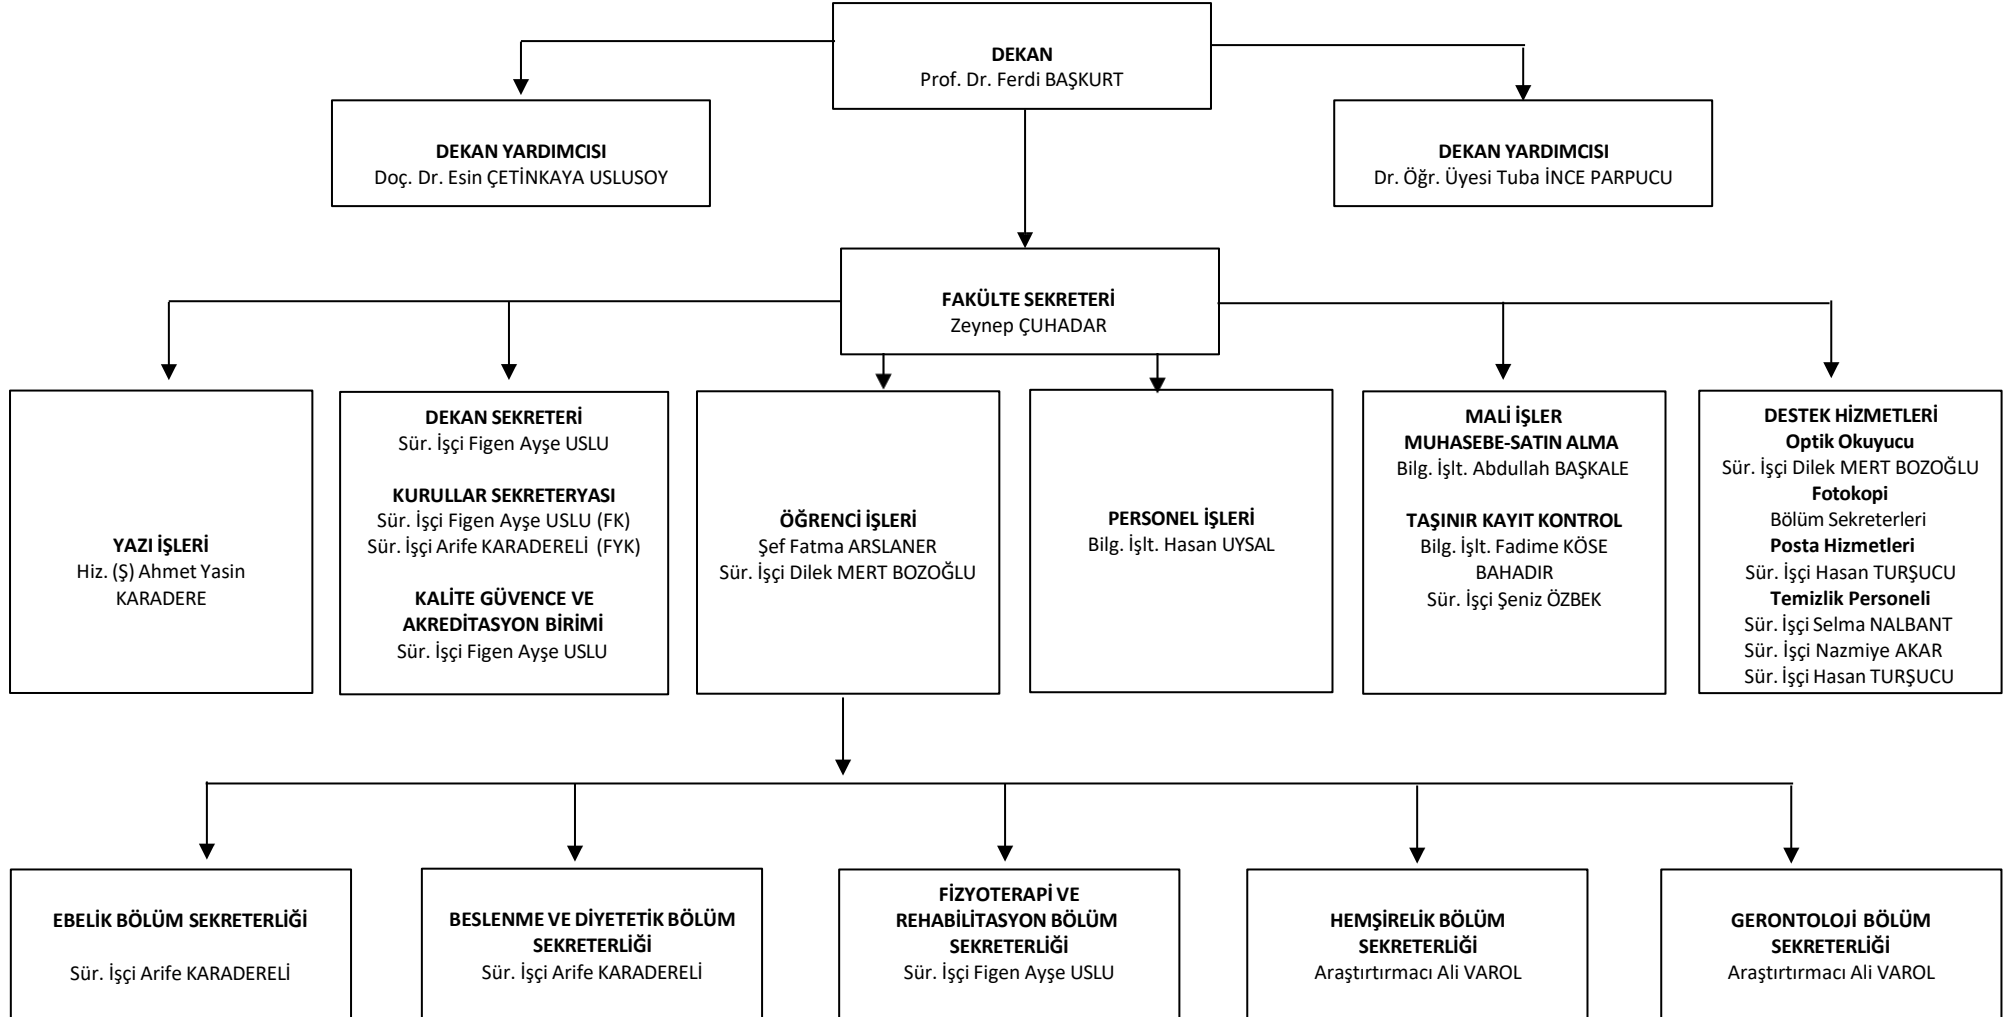 DEKAN
Prof. Dr. Ferdi BAŞKURT
DEKAN YARDIMCISI
Doç. Dr. Esin ÇETİNKAYA USLUSOY
DEKAN YARDIMCISI
Dr. Öğr. Üyesi Tuba İNCE PARPUCU
FAKÜLTE SEKRETERİ
Zeynep ÇUHADAR
YAZI İŞLERİ
Hiz. (Ş) Ahmet Yasin
KARADERE
DEKAN SEKRETERİ
Sür. İşçi Figen Ayşe USLU
KURULLAR SEKRETERYASI
Sür. İşçi Figen Ayşe USLU (FK)
Sür. İşçi Arife KARADERELİ (FYK)
KALİTE GÜVENCE VE
AKREDİTASYON BİRİMİ
Sür. İşçi Figen Ayşe USLU
ÖĞRENCİ İŞLERİ
Şef Fatma ARSLANER
Sür. İşçi Dilek MERT BOZOĞLU
PERSONEL İŞLERİ
Bilg. İşlt. Hasan UYSAL
MALİ İŞLER
MUHASEBE-SATIN ALMA
Bilg. İşlt. Abdullah BAŞKALE
TAŞINIR KAYIT KONTROL
Bilg. İşlt. Fadime KÖSE
BAHADIR
Sür. İşçi Şeniz ÖZBEK
DESTEK HİZMETLERİ
Optik Okuyucu
Sür. İşçi Dilek MERT BOZOĞLU
Fotokopi
Bölüm Sekreterleri
Posta Hizmetleri
Sür. İşçi Hasan TURŞUCU
Temizlik Personeli
Sür. İşçi Selma NALBANT
Sür. İşçi Nazmiye AKAR
Sür. İşçi Hasan TURŞUCU
EBELİK BÖLÜM SEKRETERLİĞİ
Sür. İşçi Arife KARADERELİ
BESLENME VE DİYETETİK BÖLÜM
SEKRETERLİĞİ
Sür. İşçi Arife KARADERELİ
FİZYOTERAPİ VE
REHABİLİTASYON BÖLÜM
SEKRETERLİĞİ
Sür. İşçi Figen Ayşe USLU
HEMŞİRELİK BÖLÜM
SEKRETERLİĞİ
Araştırtırmacı Ali VAROL
GERONTOLOJİ BÖLÜM
SEKRETERLİĞİ
Araştırtırmacı Ali VAROL